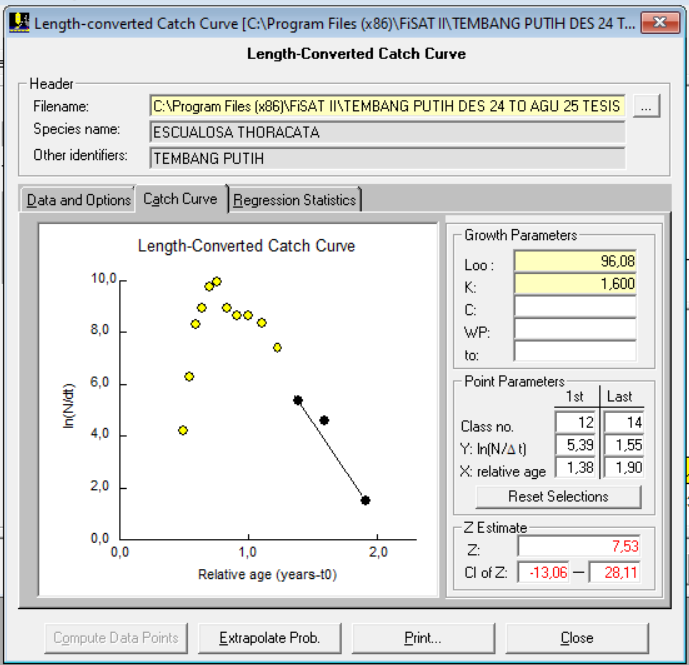 Length-converted Catch Curve [C:\Program Files (x86)\FiSAT II\TEMBANG PUTIH DES 24 T...
Length-Converted Catch Curve
Header
Filename: C:\Program Files (x86)\FiSAT II\TEMBANG PUTIH DES 24 TO AGU 25 TESIS ...
Species name: ESCUALOSA THORACATA
Other identifiers: TEMBANG PUTIH
Data and Options Catch Curve Regression Statistics
Length-Converted Catch Curve
10,0
8,0
6,0
4,0
2,0
0,0
ln(N/dt)
0,0 1,0 2,0
Relative age (years-t0)
Growth Parameters
Loo : 96,08
K: 1,600
C:
WP:
to:
Point Parameters
1st Last
Class no. 12 14
Y: ln(N/Δ t) 5,39 1,55
X: relative age 1,38 1,90
Reset Selections
Z Estimate
Z: 7,53
CI of Z: -13,06 — 28,11
Compute Data Points Extrapolate Prob. Print... Close